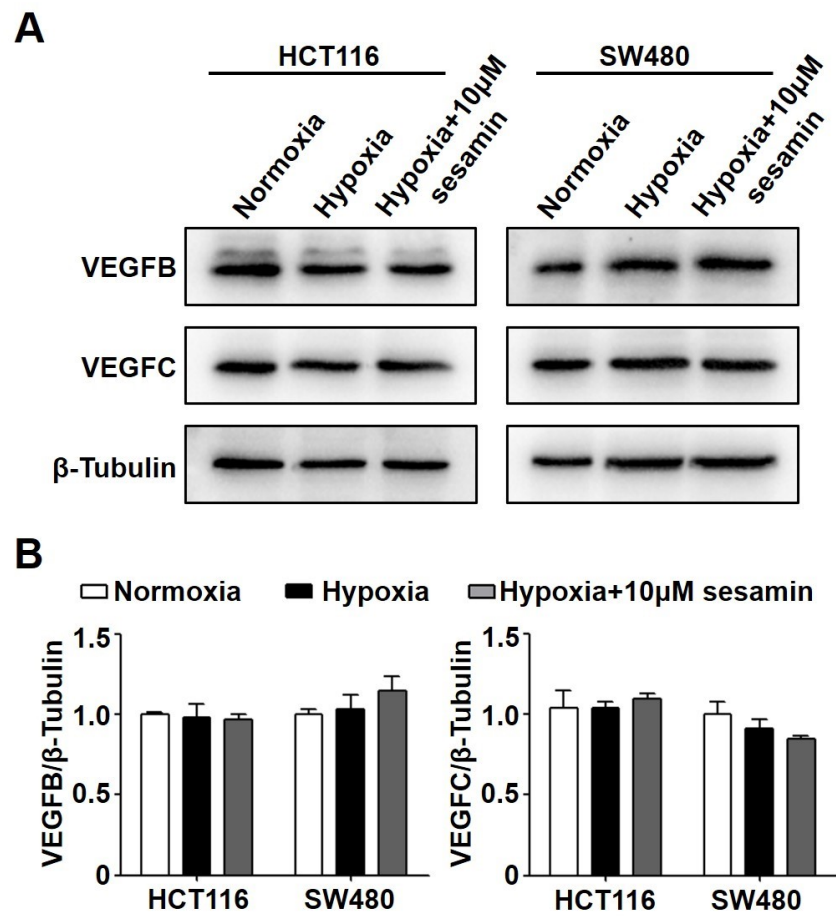 A
HCT116 SW480
Normoxia Hypoxia Hypoxia+10μM sesamin Normoxia Hypoxia Hypoxia+10μM sesamin
VEGFB
VEGFC
β-Tubulin
B
Normoxia Hypoxia Hypoxia+10μM sesamin
VEGFB/β-Tubulin
1.5
1.0
0.5
0
HCT116 SW480
VEGFC/β-Tubulin
1.5
1.0
0.5
0
HCT116 SW480